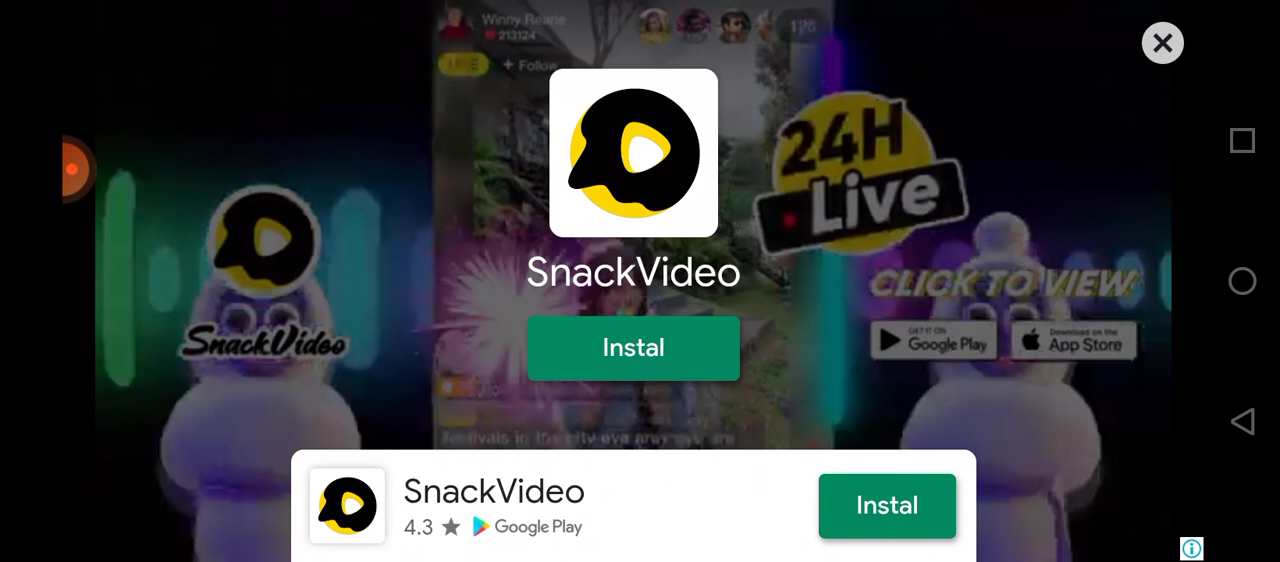 Winny Reane
213124
LIVE
+ Follow
24H
Live
SnackVideo
CLICK TO VIEW
SnackVideo
GET IT ON
Google Play
Download on the
App Store
Instal
SnackVideo
4.3 ★ Google Play
Instal